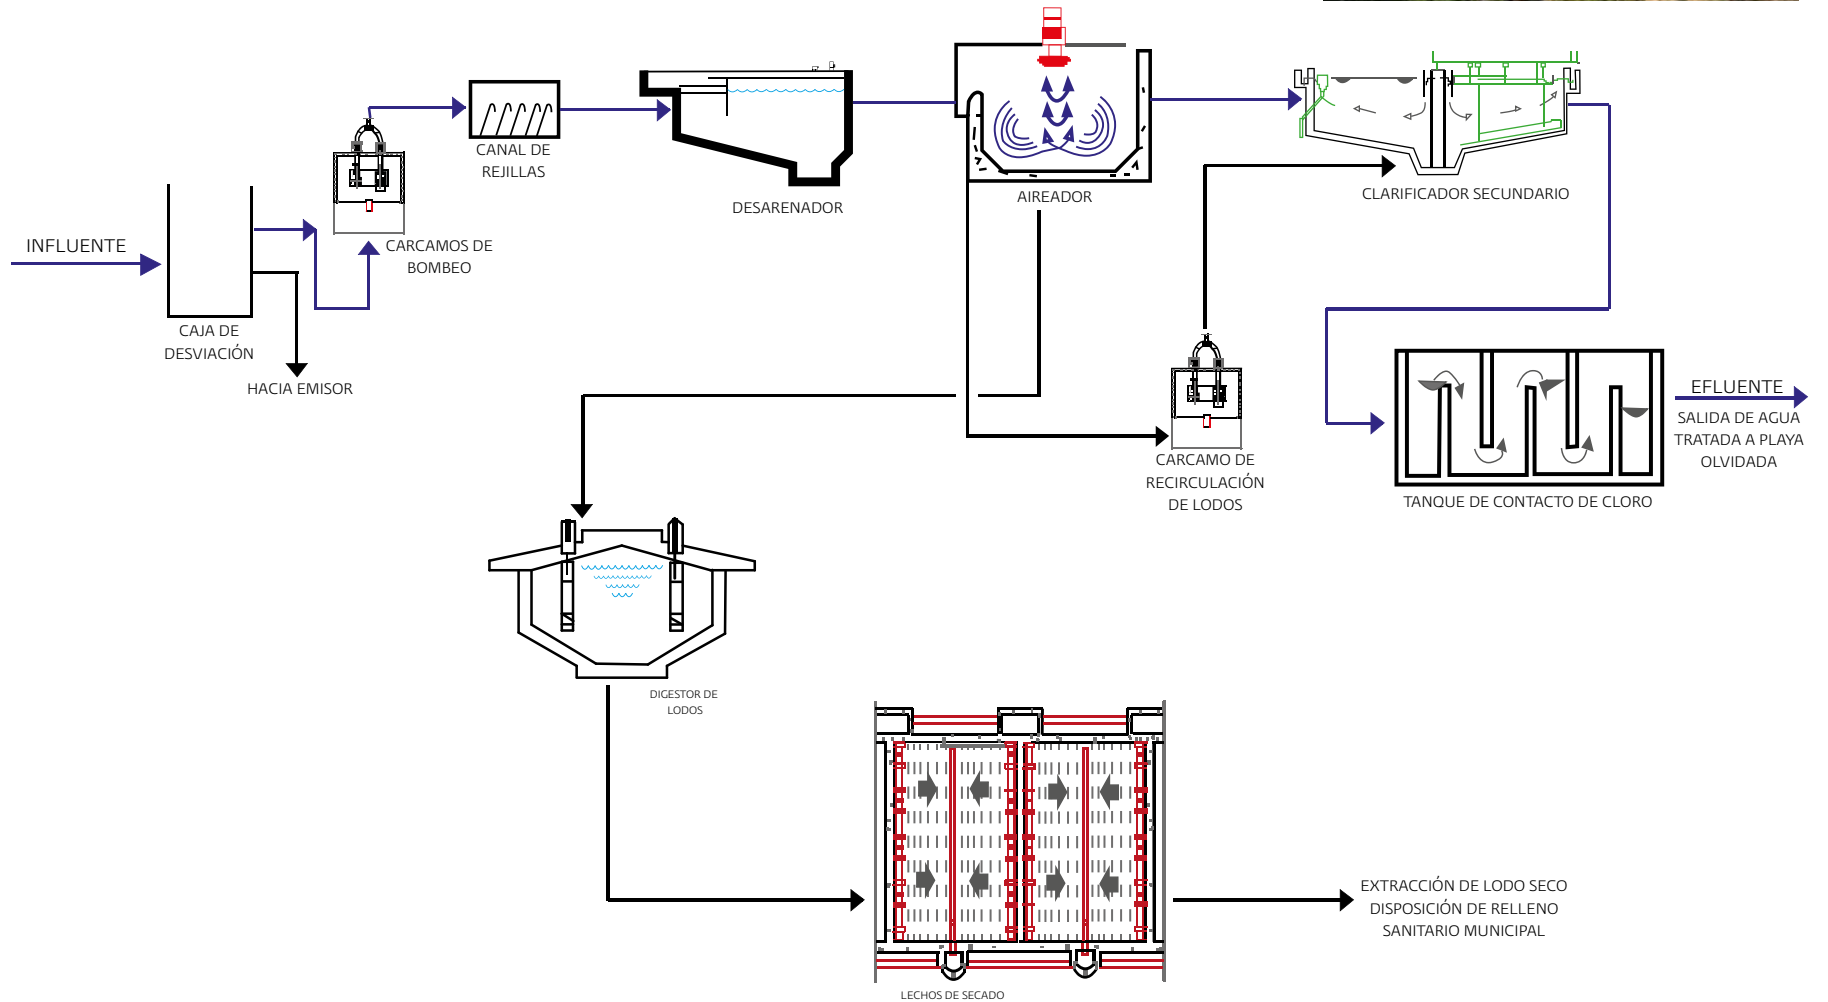 INFLUENTE
CAJA DE
DESVIACIÓN
HACIA EMISOR
CARCAMOS DE
BOMBEO
CANAL DE
REJILLAS
DESARENADOR
AIREADOR
CLARIFICADOR SECUNDARIO
CARCAMO DE
RECIRCULACIÓN
DE LODOS
TANQUE DE CONTACTO DE CLORO
EFLUENTE
SALIDA DE AGUA
TRATADA A PLAYA
OLVIDADA
DIGESTOR DE
LODOS
LECHOS DE SECADO
EXTRACCIÓN DE LODO SECO
DISPOSICIÓN DE RELLENO
SANITARIO MUNICIPAL